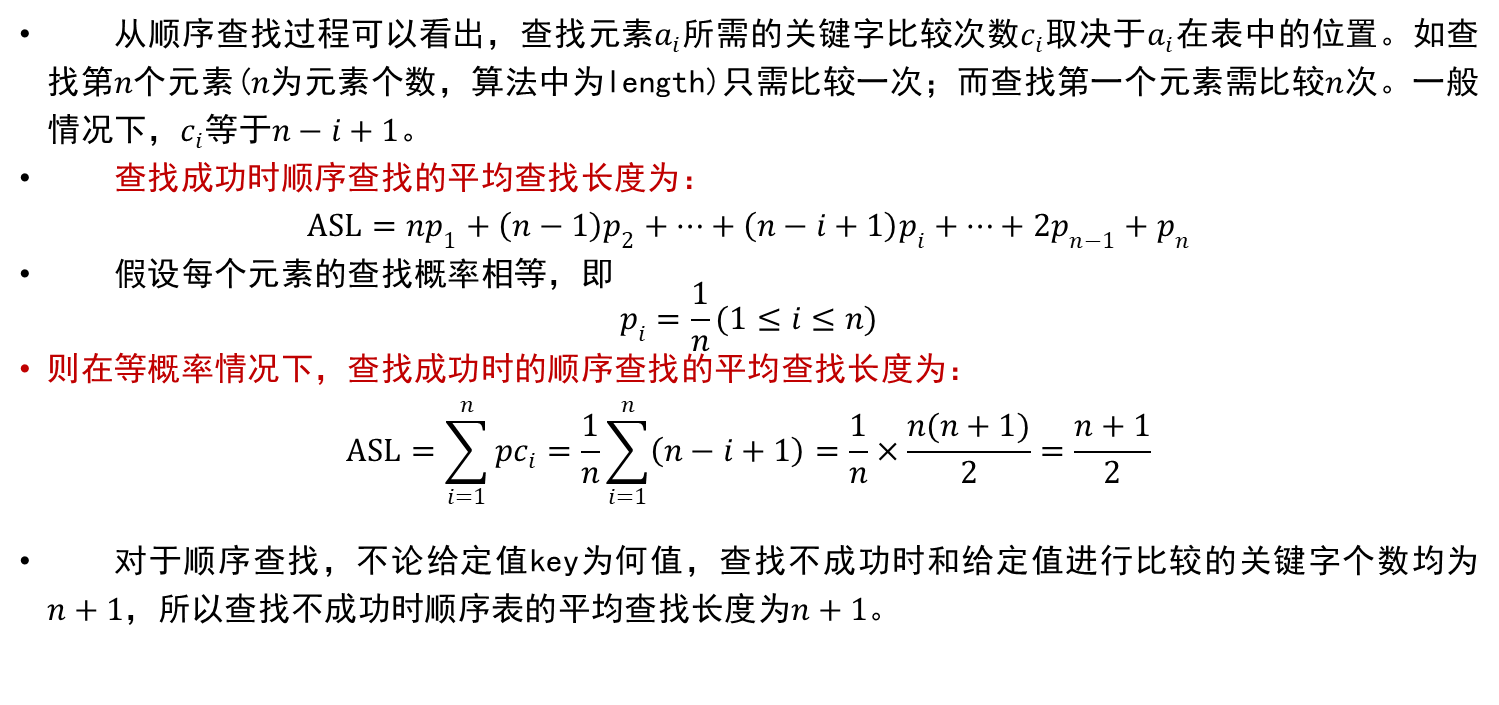 • 从顺序查找过程可以看出，查找元素aᵢ所需的关键字比较次数cᵢ取决于aᵢ在表中的位置。如查
找第n个元素(n为元素个数，算法中为length)只需比较一次；而查找第一个元素需比较n次。一般
情况下，cᵢ等于n − i + 1。
• 查找成功时顺序查找的平均查找长度为：
ASL = np₁ + (n − 1)p₂ + ⋯ + (n − i + 1)pᵢ + ⋯ + 2pₙ₋₁ + pₙ
• 假设每个元素的查找概率相等，即
pᵢ = \frac{1}{n} (1 ≤ i ≤ n)
• 则在等概率情况下，查找成功时的顺序查找的平均查找长度为：
ASL = \sum_{i=1}^{n} pcᵢ = \frac{1}{n} \sum_{i=1}^{n} (n − i + 1) = \frac{1}{n} × \frac{n(n + 1)}{2} = \frac{n + 1}{2}
• 对于顺序查找，不论给定值key为何值，查找不成功时和给定值进行比较的关键字个数均为
n + 1，所以查找不成功时顺序表的平均查找长度为n + 1。